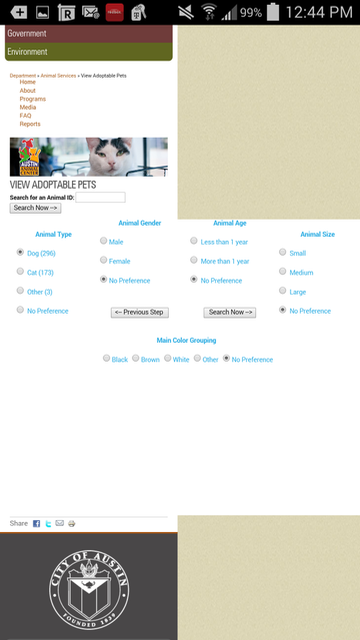 99% 12:44 PM
Government
Environment
Department » Animal Services » View Adoptable Pets
Home
About
Programs
Media
FAQ
Reports
AUSTIN
VIEW ADOPTABLE PETS
Search for an Animal ID:
Search Now -->
Animal Type
Dog (296)
Cat (173)
Other (3)
No Preference
Animal Gender
Male
Female
No Preference
Animal Age
Less than 1 year
More than 1 year
No Preference
Animal Size
Small
Medium
Large
No Preference
<-- Previous Step
Search Now -->
Main Color Grouping
Black Brown White Other No Preference
Share
CITY OF AUSTIN
FOUNDED 1839